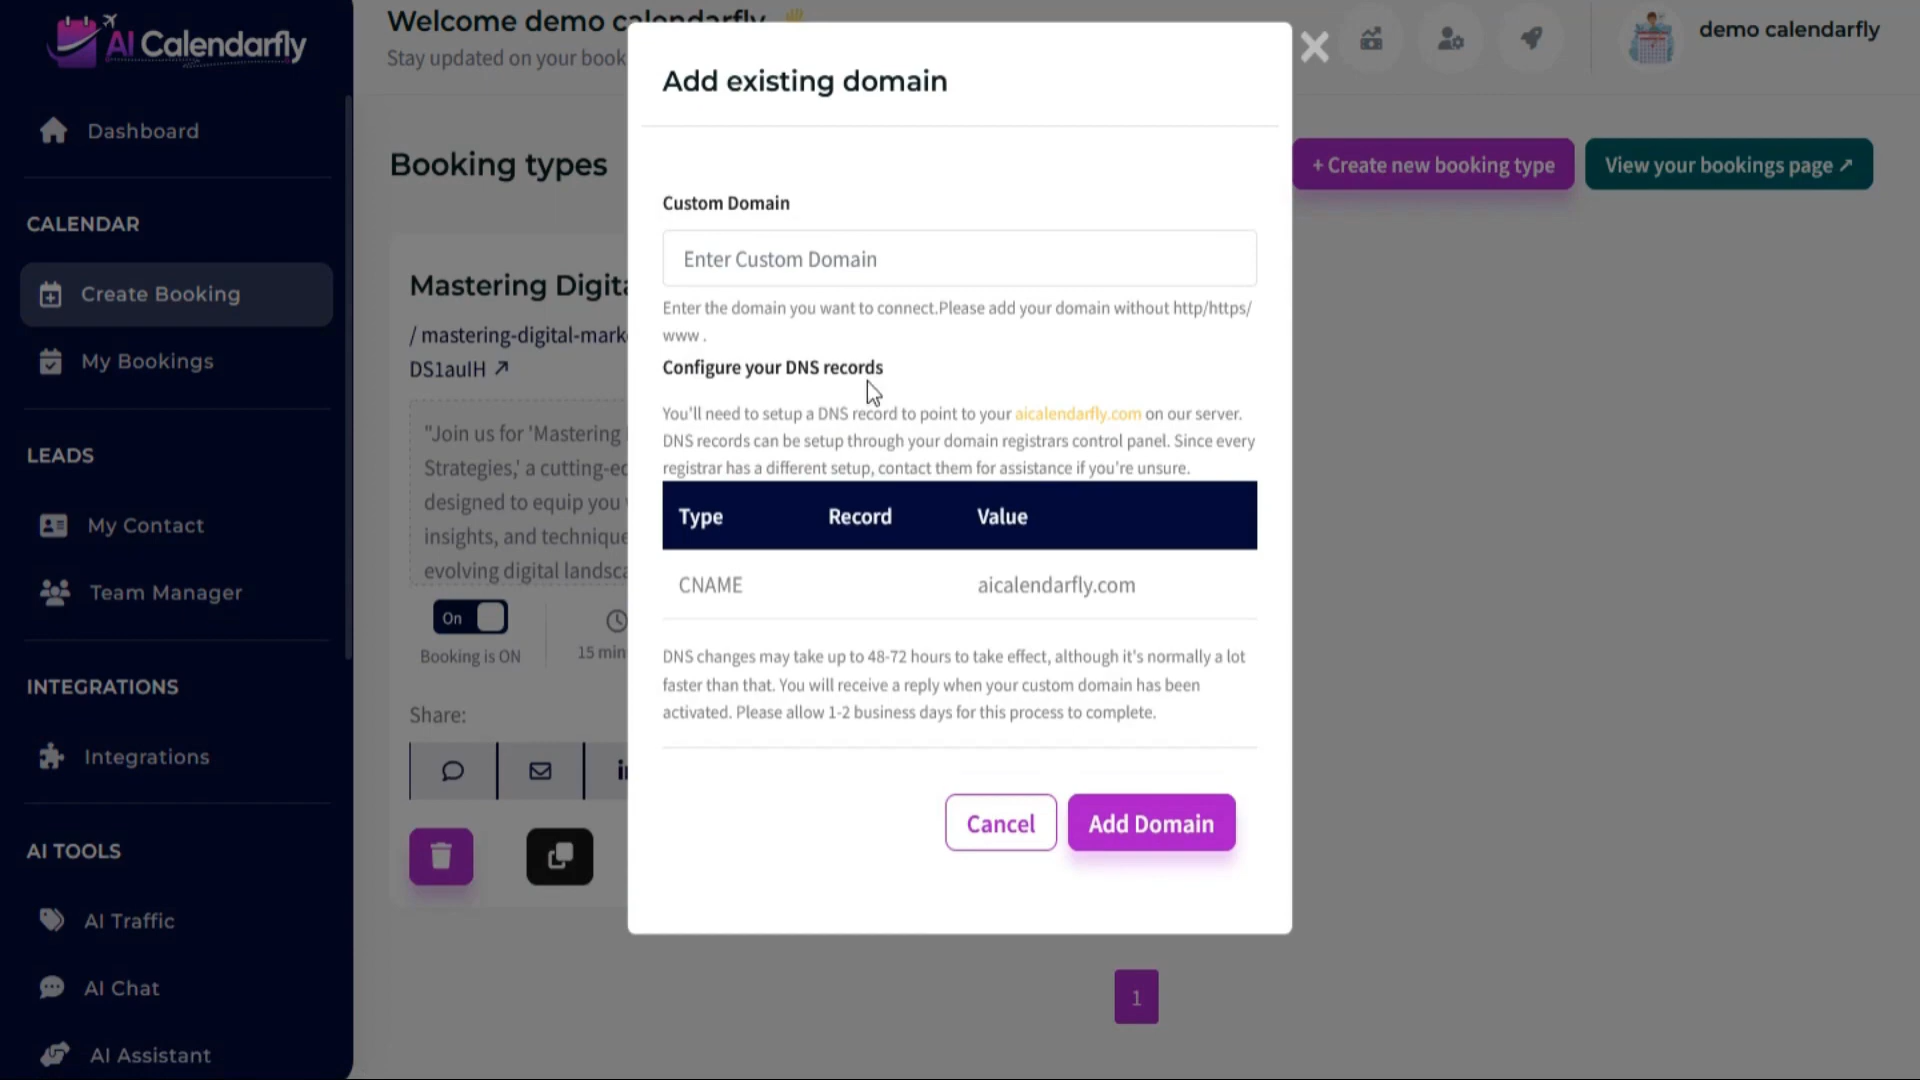 AI Calendarfly
Dashboard
CALENDAR
Create Booking
My Bookings
LEADS
My Contact
Team Manager
INTEGRATIONS
Integrations
AI TOOLS
AI Traffic
AI Chat
AI Assistant
Welcome demo calendarfly
Stay updated on your book
demo calendarfly
Booking types
+ Create new booking type
View your bookings page ↗
Mastering Digita
/ mastering-digital-mark
DS1auIH ↗
"Join us for 'Mastering
Strategies,' a cutting-ed
designed to equip you
insights, and technique
evolving digital landsca
On
Booking is ON
15 min
Share:
in
1
Add existing domain
Custom Domain
Enter Custom Domain
Enter the domain you want to connect.Please add your domain without http/https/
www .
Configure your DNS records
You'll need to setup a DNS record to point to your aicalendarfly.com on our server.
DNS records can be setup through your domain registrars control panel. Since every
registrar has a different setup, contact them for assistance if you're unsure.
Type Record Value
CNAME aicalendarfly.com
DNS changes may take up to 48-72 hours to take effect, although it's normally a lot
faster than that. You will receive a reply when your custom domain has been
activated. Please allow 1-2 business days for this process to complete.
Cancel
Add Domain